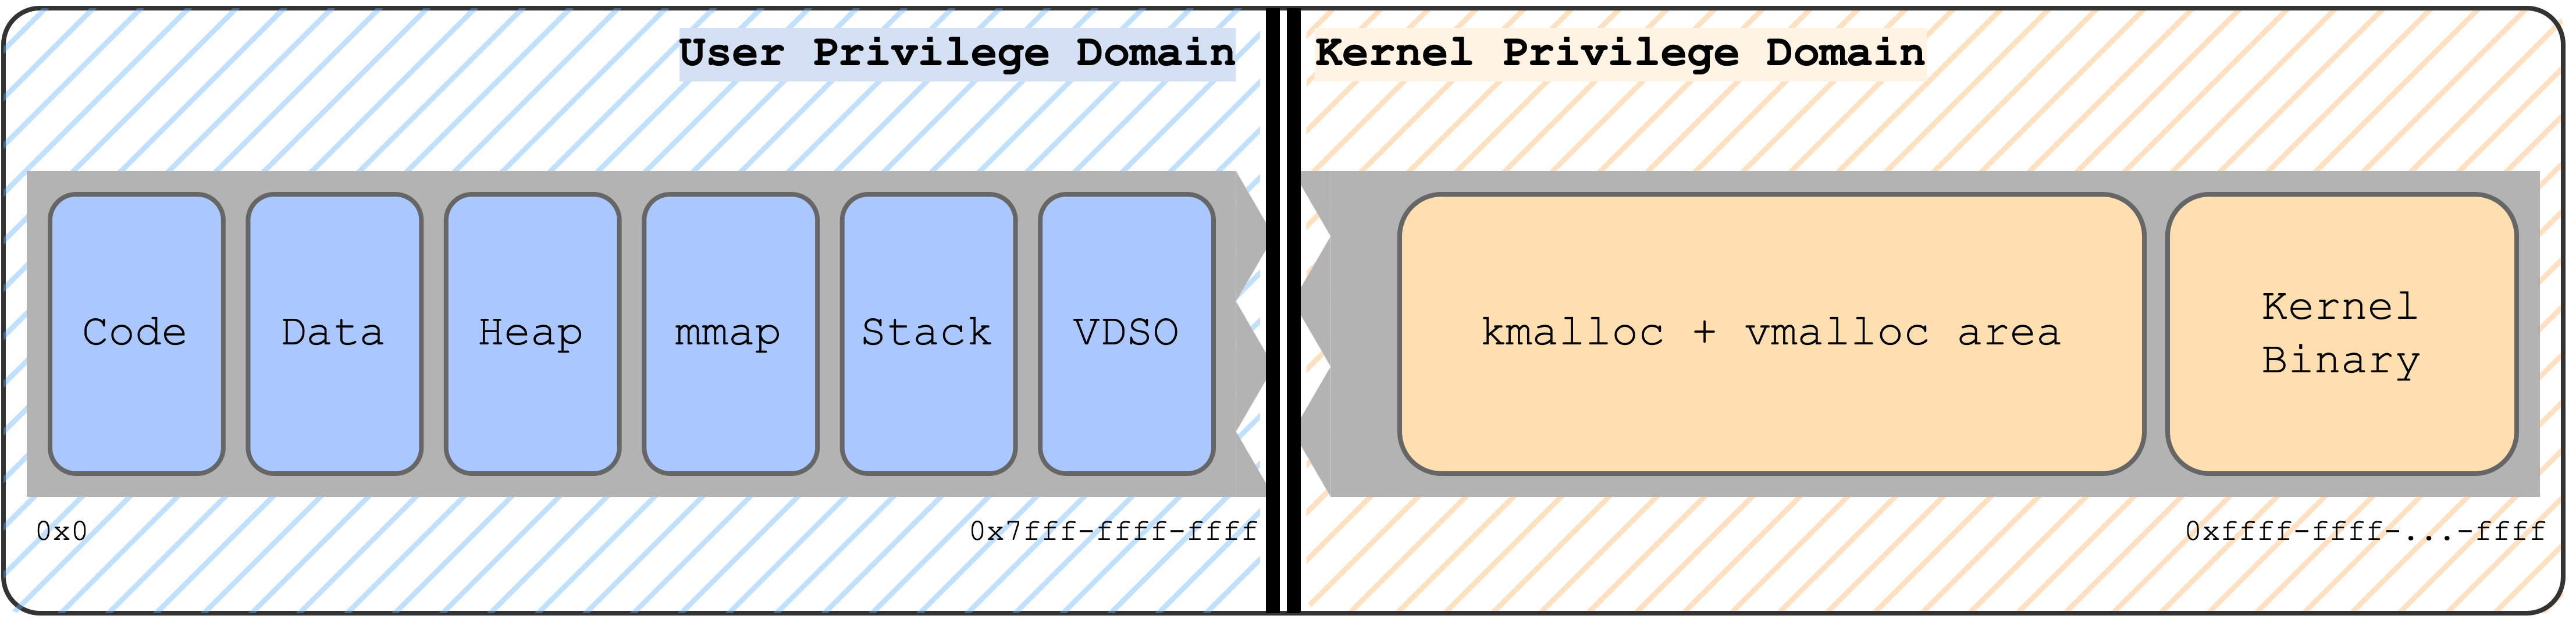 User Privilege Domain
Kernel Privilege Domain
Code
Data
Heap
mmap
Stack
VDSO
kmalloc + vmalloc area
Kernel
Binary
0x0
0x7fff-ffff-ffff
0xffff-ffff-...-ffff